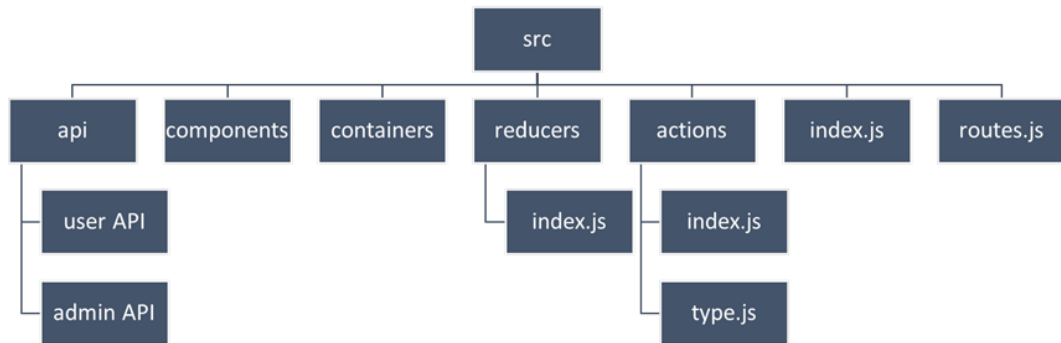 src
api
components
containers
reducers
actions
index.js
routes.js
user API
index.js
index.js
admin API
type.js